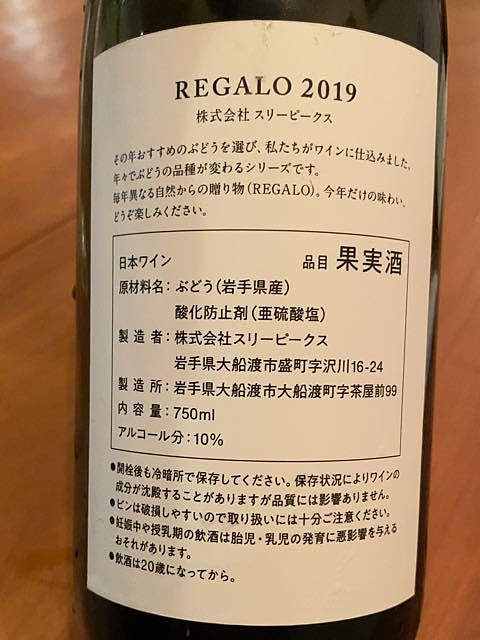 REGALO 2019
株式会社 スリーピークス
その年おすすめのぶどうを選び、私たちがワインに仕込みました。
年々でぶどうの品種が変わるシリーズです。
毎年異なる自然からの贈り物（REGALO）。今年だけの味わい、
どうぞ楽しみください。
日本ワイン 品目 果実酒
原材料名：ぶどう（岩手県産）
酸化防止剤（亜硫酸塩）
製造者：株式会社スリーピークス
岩手県大船渡市盛町字沢川16-24
製造所：岩手県大船渡市大船渡町字茶屋前99
内容量：750ml
アルコール分：10%
●開栓後も冷暗所で保存してください。保存状況によりワインの
成分が沈殿することがありますが品質には影響ありません。
●ビンは破損しやすいので取り扱いには十分ご注意ください。
●妊娠中や授乳期の飲酒は胎児・乳児の発育に悪影響を与える
おそれがあります。
●飲酒は20歳になってから。